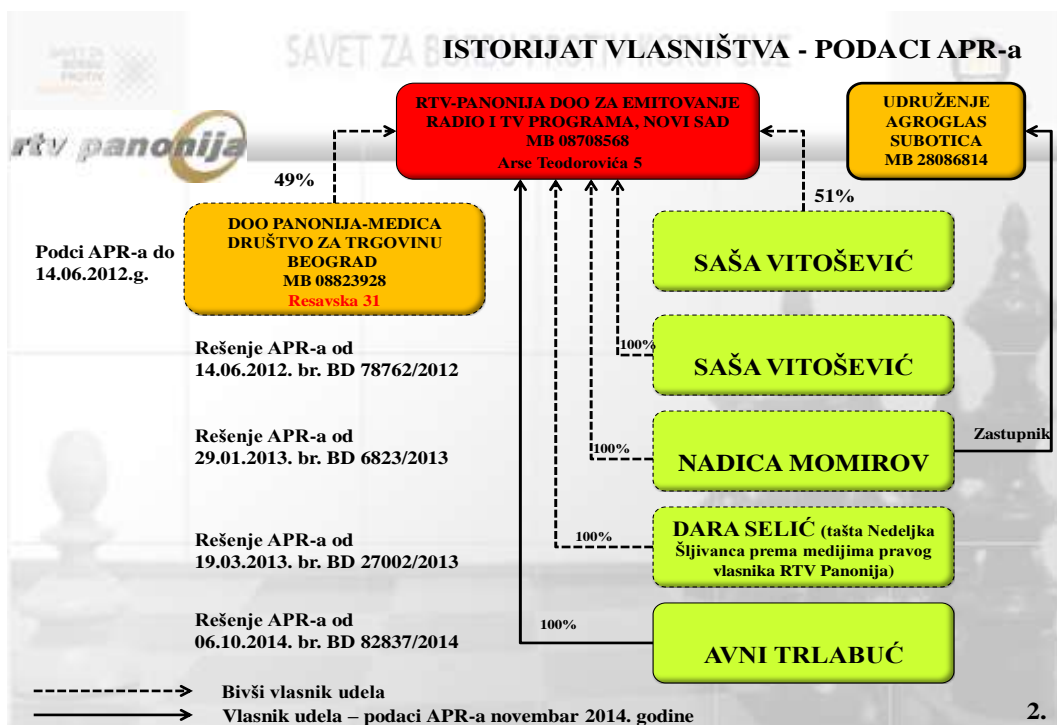 SAVET ZA BORBU PROTIV KORUPCIJE
ISTORIJAT VLASNIŠTVA - PODACI APR-a
SAVET ZA
BORBU
PROTIV
rtv panonija
RTV-PANONIJA DOO ZA EMITOVANJE
RADIO I TV PROGRAMA, NOVI SAD
MB 08708568
Arse Teodorovića 5
UDRUŽENJE
AGROGLAS
SUBOTICA
MB 28086814
49%
51%
Podci APR-a do
14.06.2012.g.
DOO PANONIJA-MEDICA
DRUŠTVO ZA TRGOVINU
BEOGRAD
MB 08823928
Resavska 31
SAŠA VITOŠEVIĆ
Rešenje APR-a od
14.06.2012. br. BD 78762/2012
100%
SAŠA VITOŠEVIĆ
Rešenje APR-a od
29.01.2013. br. BD 6823/2013
100%
NADICA MOMIROV
Zastupnik
Rešenje APR-a od
19.03.2013. br. BD 27002/2013
100%
DARA SELIĆ (tašta Nedeljka
Šljivanca prema medijima pravog
vlasnika RTV Panonija)
Rešenje APR-a od
06.10.2014. br. BD 82837/2014
100%
AVNI TRLABUĆ
Bivši vlasnik udela
Vlasnik udela – podaci APR-a novembar 2014. godine
2.